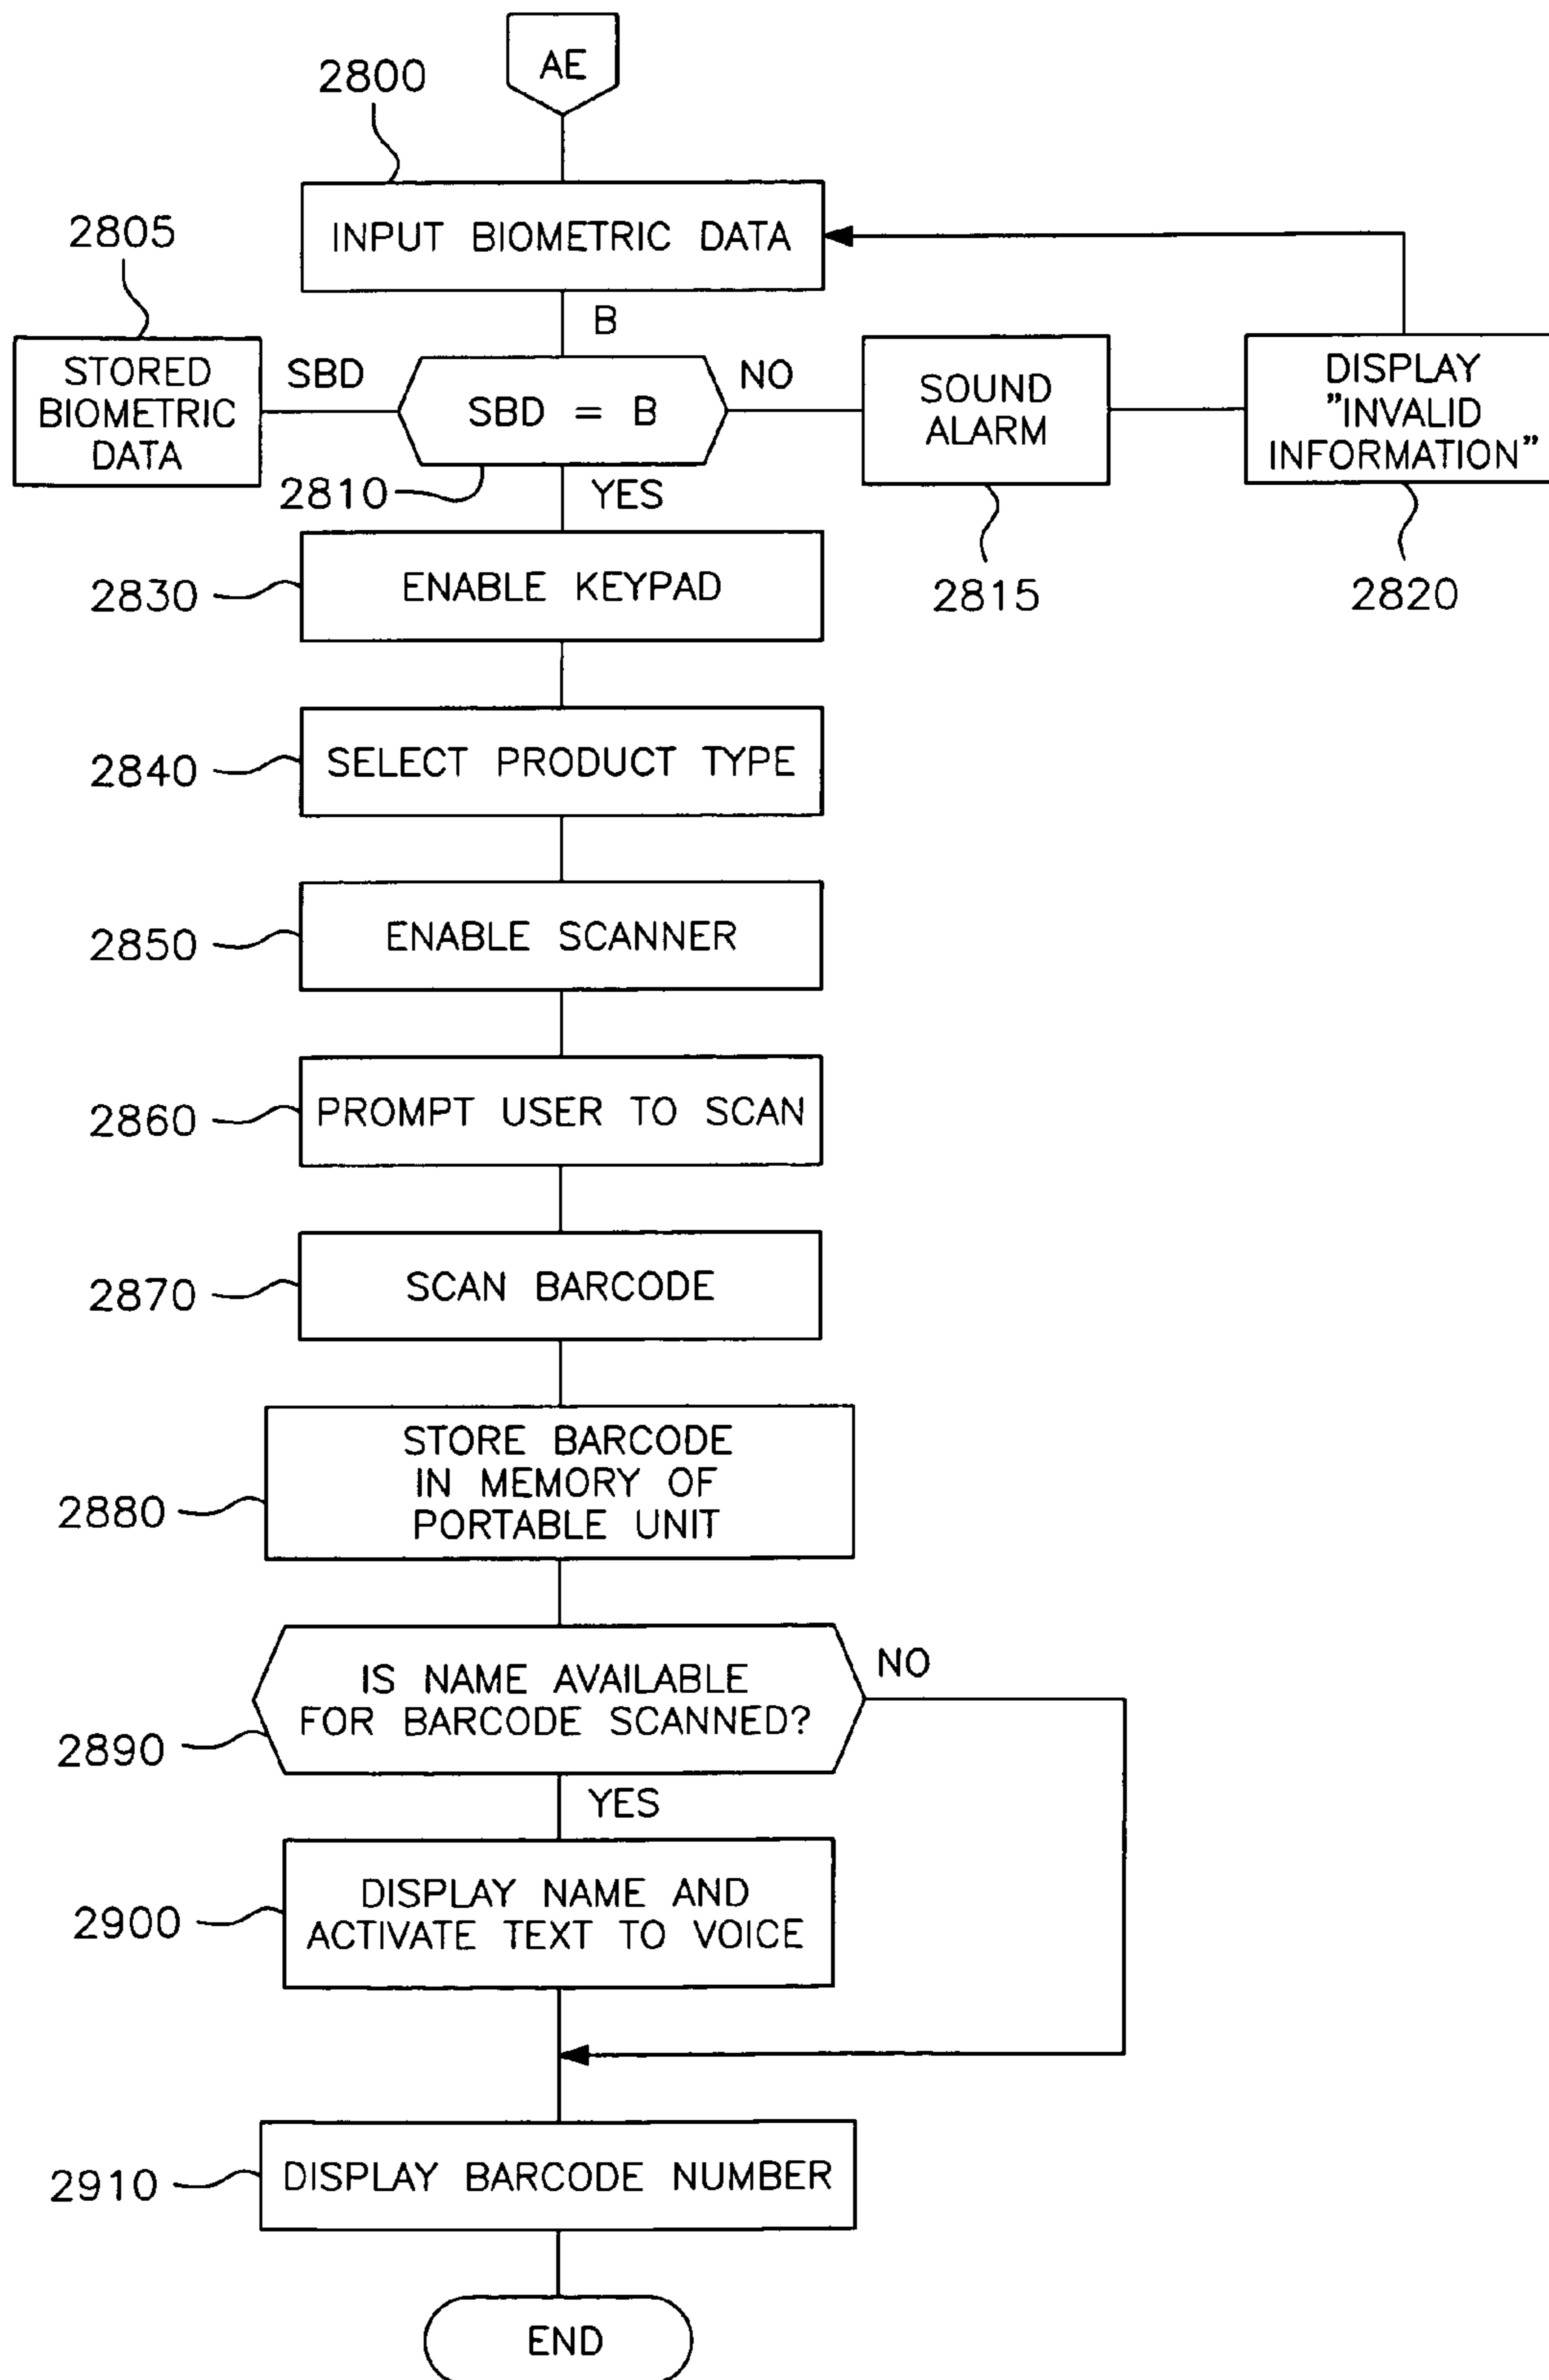 AE
2800
INPUT BIOMETRIC DATA
2805
B
STORED
BIOMETRIC
DATA
SBD
SBD = B
NO
SOUND
ALARM
DISPLAY
"INVALID
INFORMATION"
2810
YES
2815
2820
2830
ENABLE KEYPAD
2840
SELECT PRODUCT TYPE
2850
ENABLE SCANNER
2860
PROMPT USER TO SCAN
2870
SCAN BARCODE
2880
STORE BARCODE
IN MEMORY OF
PORTABLE UNIT
2890
IS NAME AVAILABLE
FOR BARCODE SCANNED?
NO
YES
2900
DISPLAY NAME AND
ACTIVATE TEXT TO VOICE
2910
DISPLAY BARCODE NUMBER
END